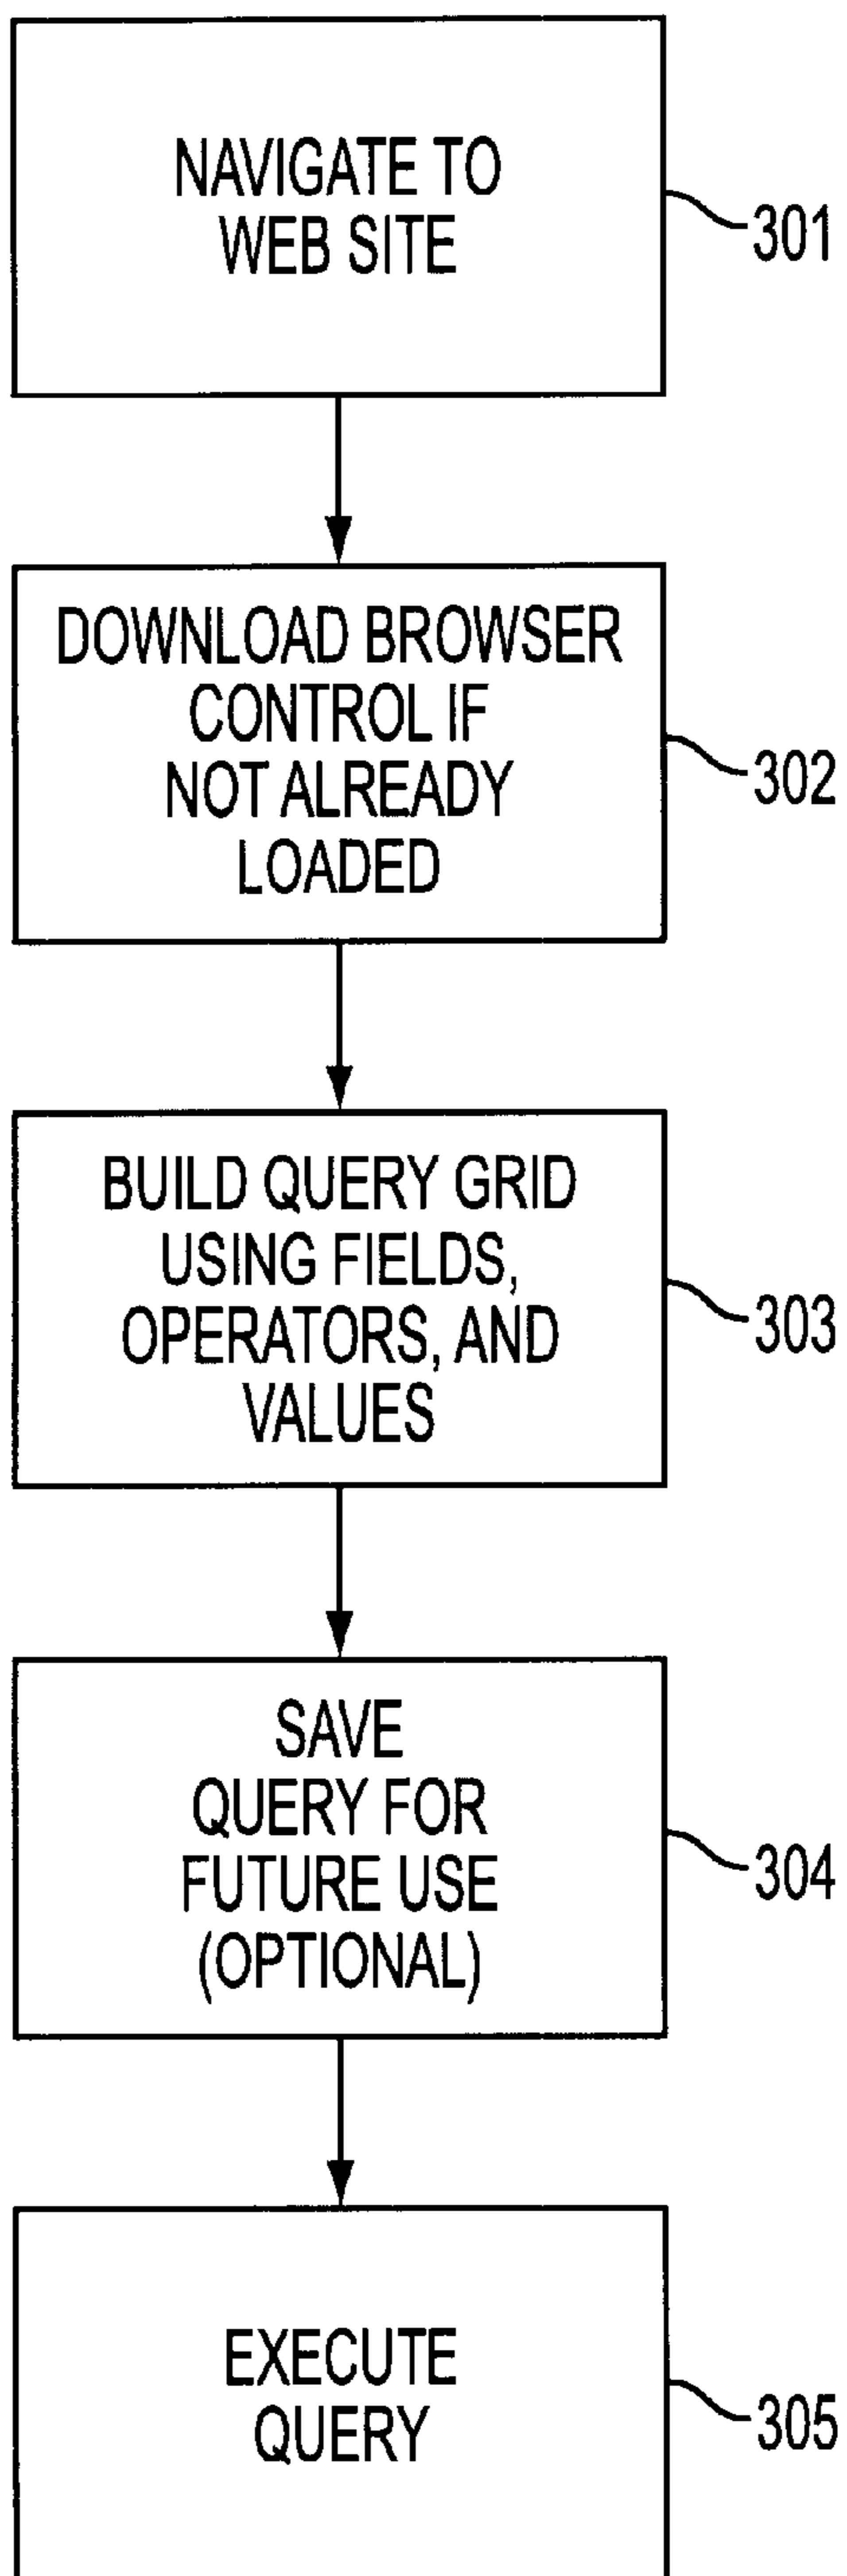 NAVIGATE TO
WEB SITE
301
DOWNLOAD BROWSER
CONTROL IF
NOT ALREADY
LOADED
302
BUILD QUERY GRID
USING FIELDS,
OPERATORS, AND
VALUES
303
SAVE
QUERY FOR
FUTURE USE
(OPTIONAL)
304
EXECUTE
QUERY
305